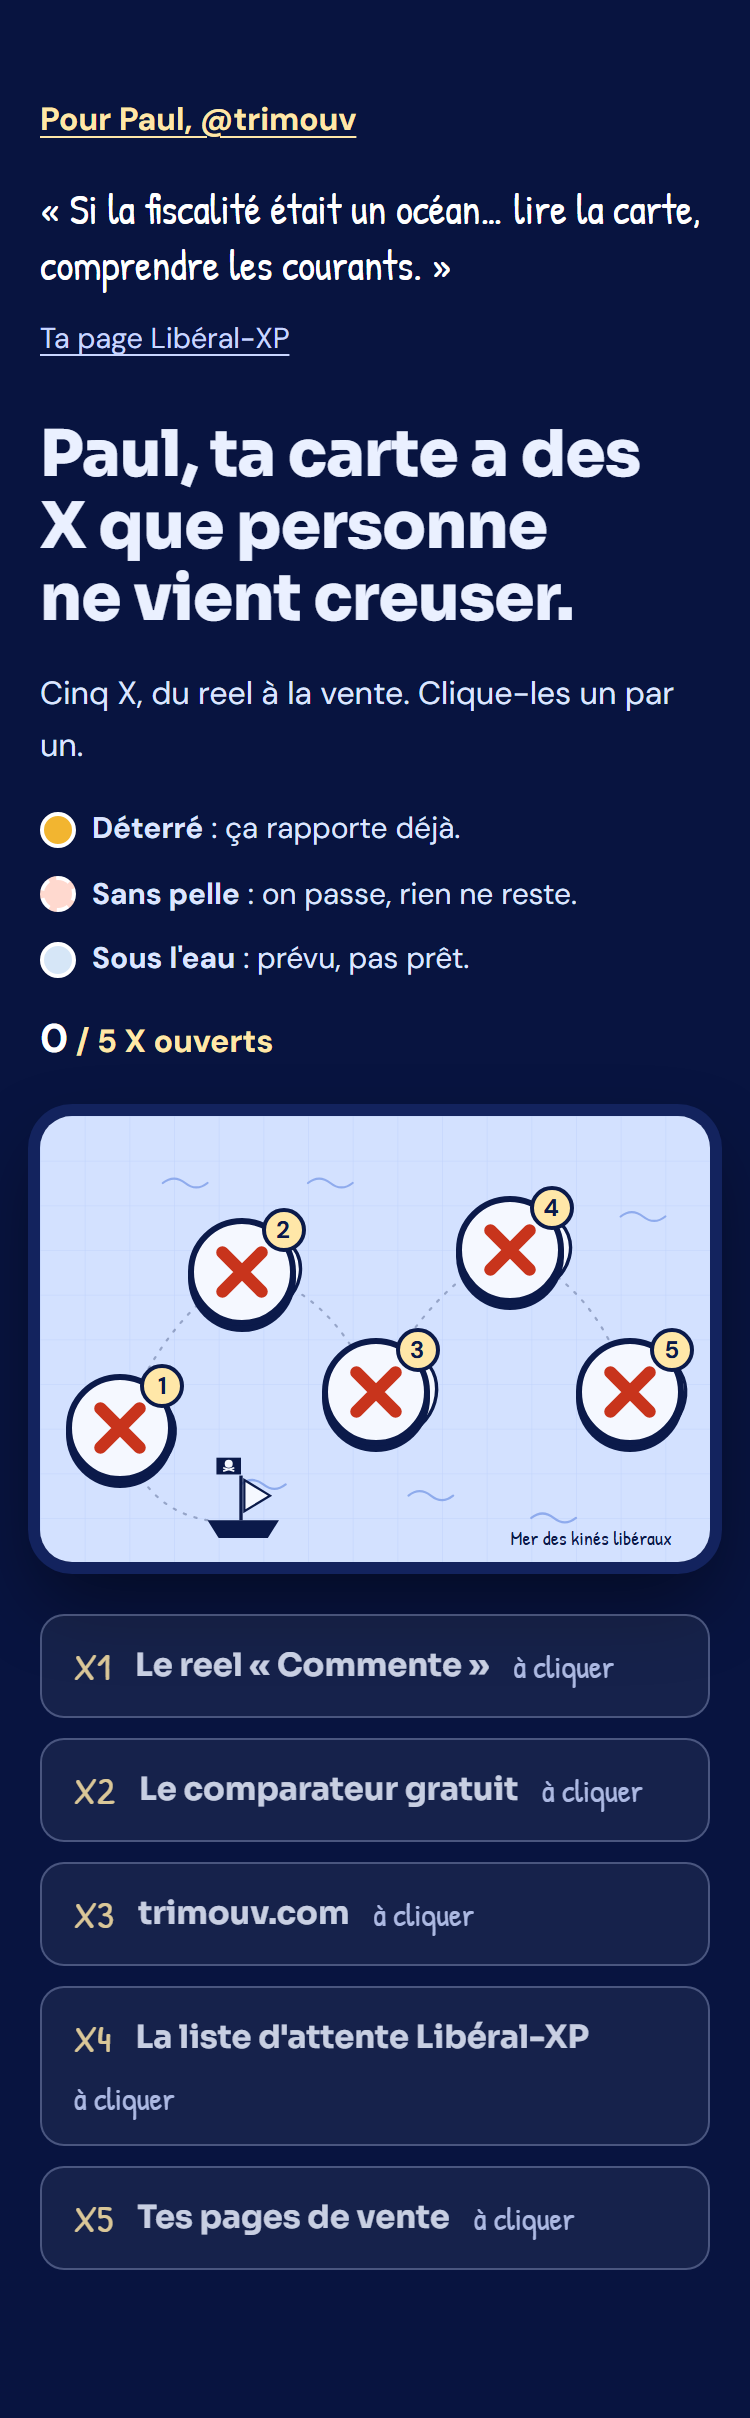 Pour Paul, @trimouv
« Si la fiscalité était un océan… lire la carte,
comprendre les courants. »
Ta page Libéral-XP
Paul, ta carte a des
X que personne
ne vient creuser.
Cinq X, du reel à la vente. Clique-les un par
un.
Déterré : ça rapporte déjà.
Sans pelle : on passe, rien ne reste.
Sous l'eau : prévu, pas prêt.
0 / 5 X ouverts
4
2
3
5
1
Mer des kinés libéraux
X1 Le reel « Commente » à cliquer
X2 Le comparateur gratuit à cliquer
X3 trimouv.com à cliquer
X4 La liste d'attente Libéral-XP
à cliquer
X5 Tes pages de vente à cliquer